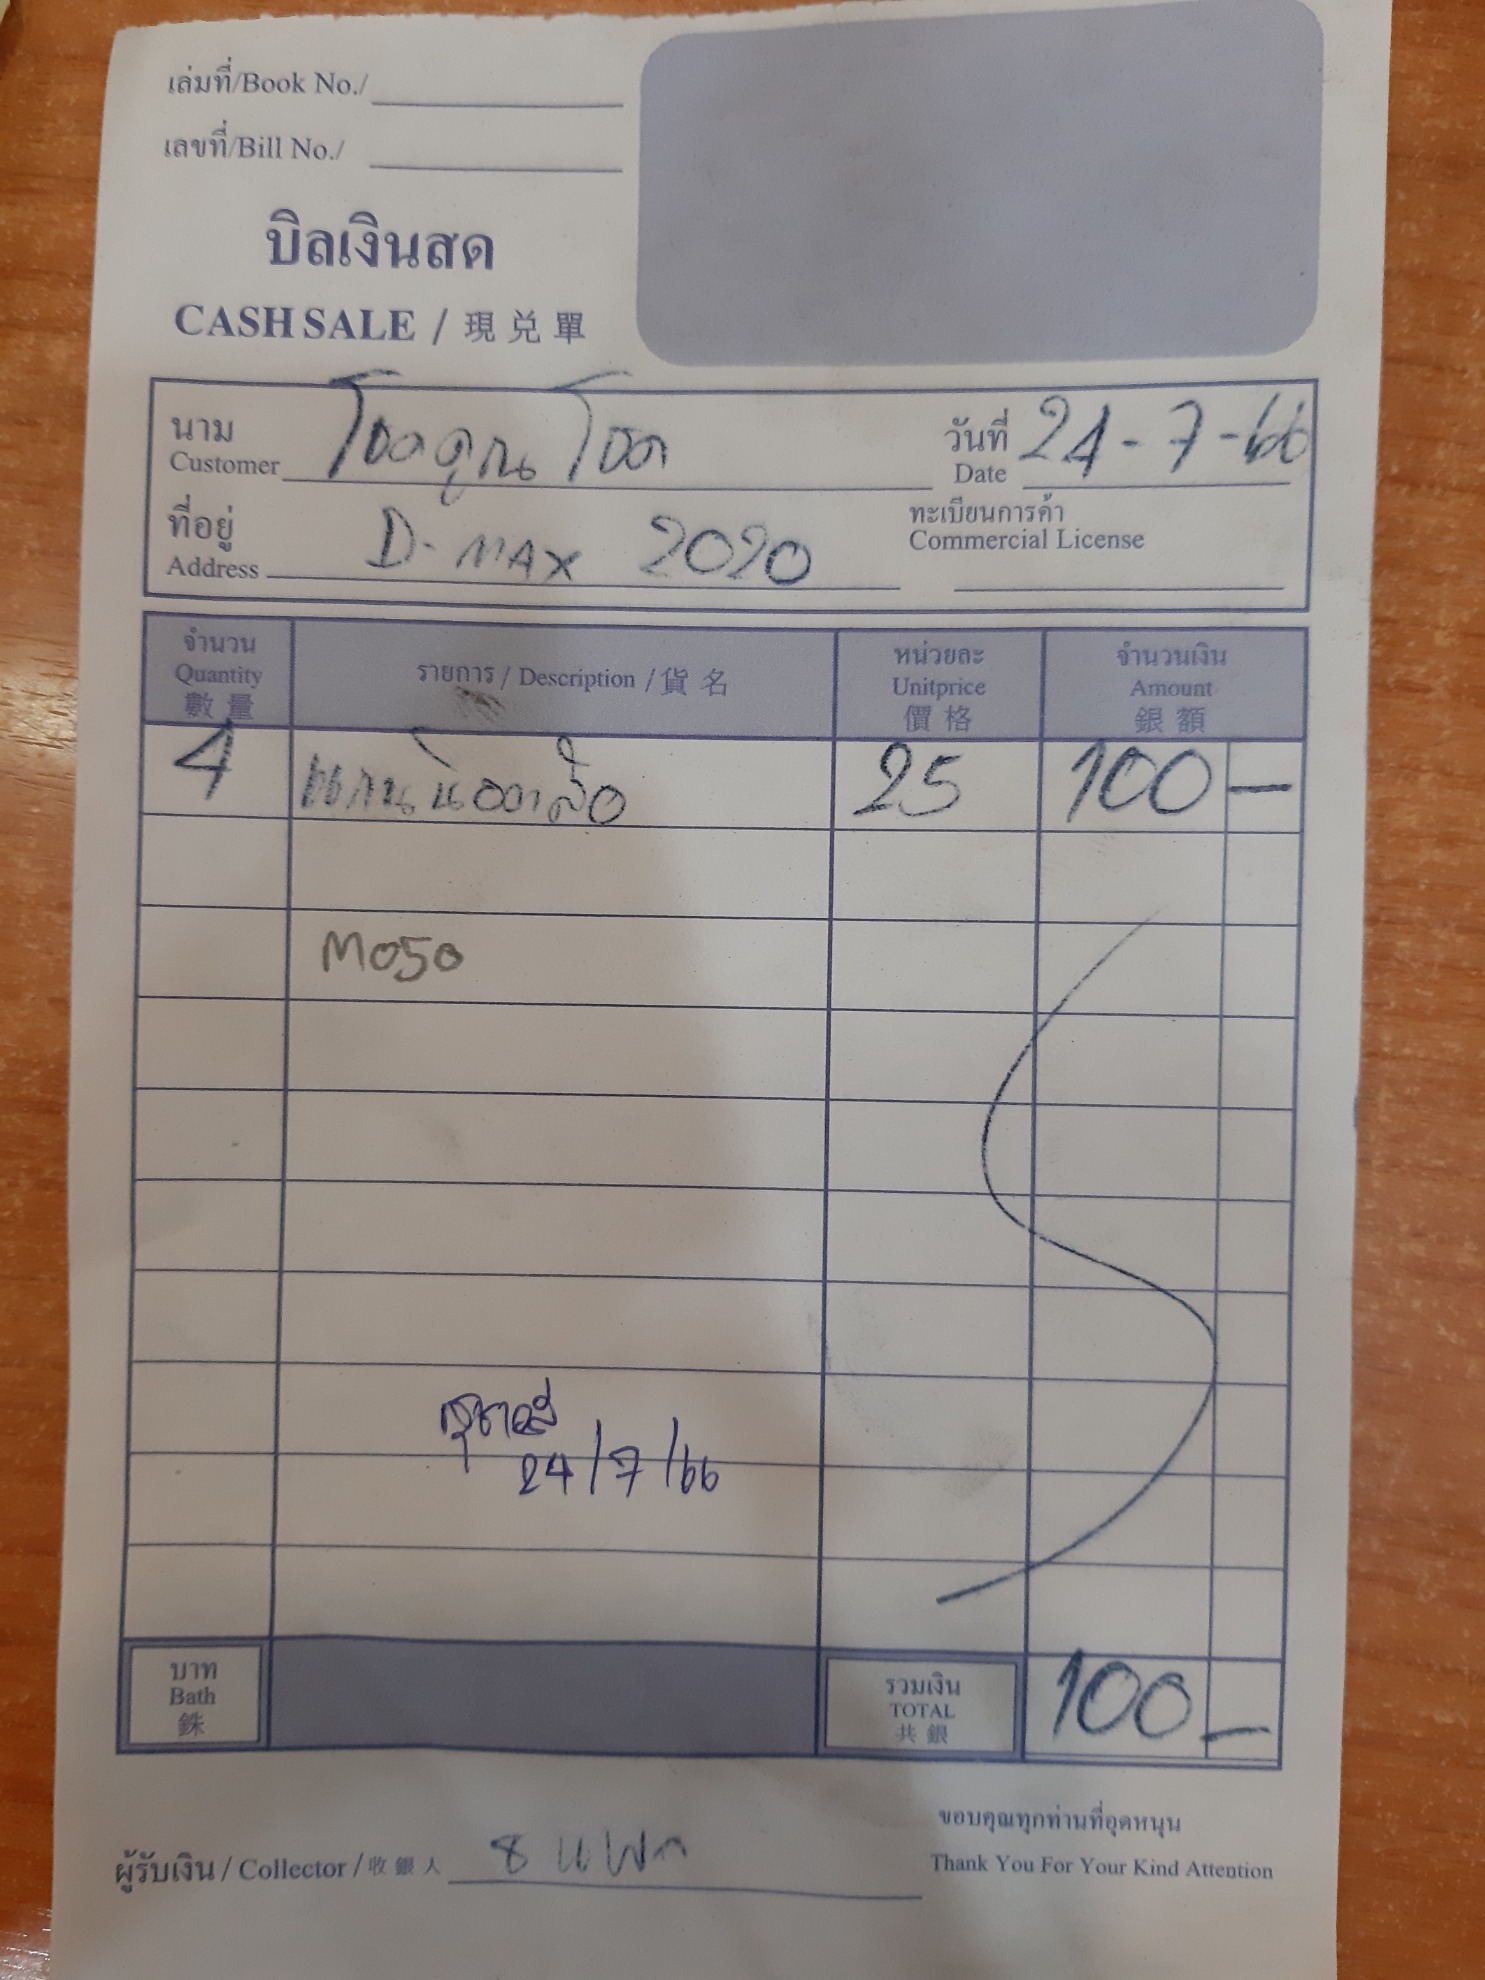 เล่มที่/Book No./
เลขที่/Bill No./
บิลเงินสด
CASH SALE / 現兑單
นาม
Customer
วันที่ 24-7-66
Date
ที่อยู่ D-MAX 2020
Address
ทะเบียนการค้า
Commercial License
จำนวน
Quantity
數量
รายการ / Description / 貨名
หน่วยละ
Unitprice
價格
จำนวนเงิน
Amount
銀額
4 25 100 -
M050
24/7/66
บาท
Bath
銖
รวมเงิน
TOTAL
共銀
100 -
ขอบคุณทุกท่านที่อุดหนุน
ผู้รับเงิน / Collector / 收銀人
Thank You For Your Kind Attention